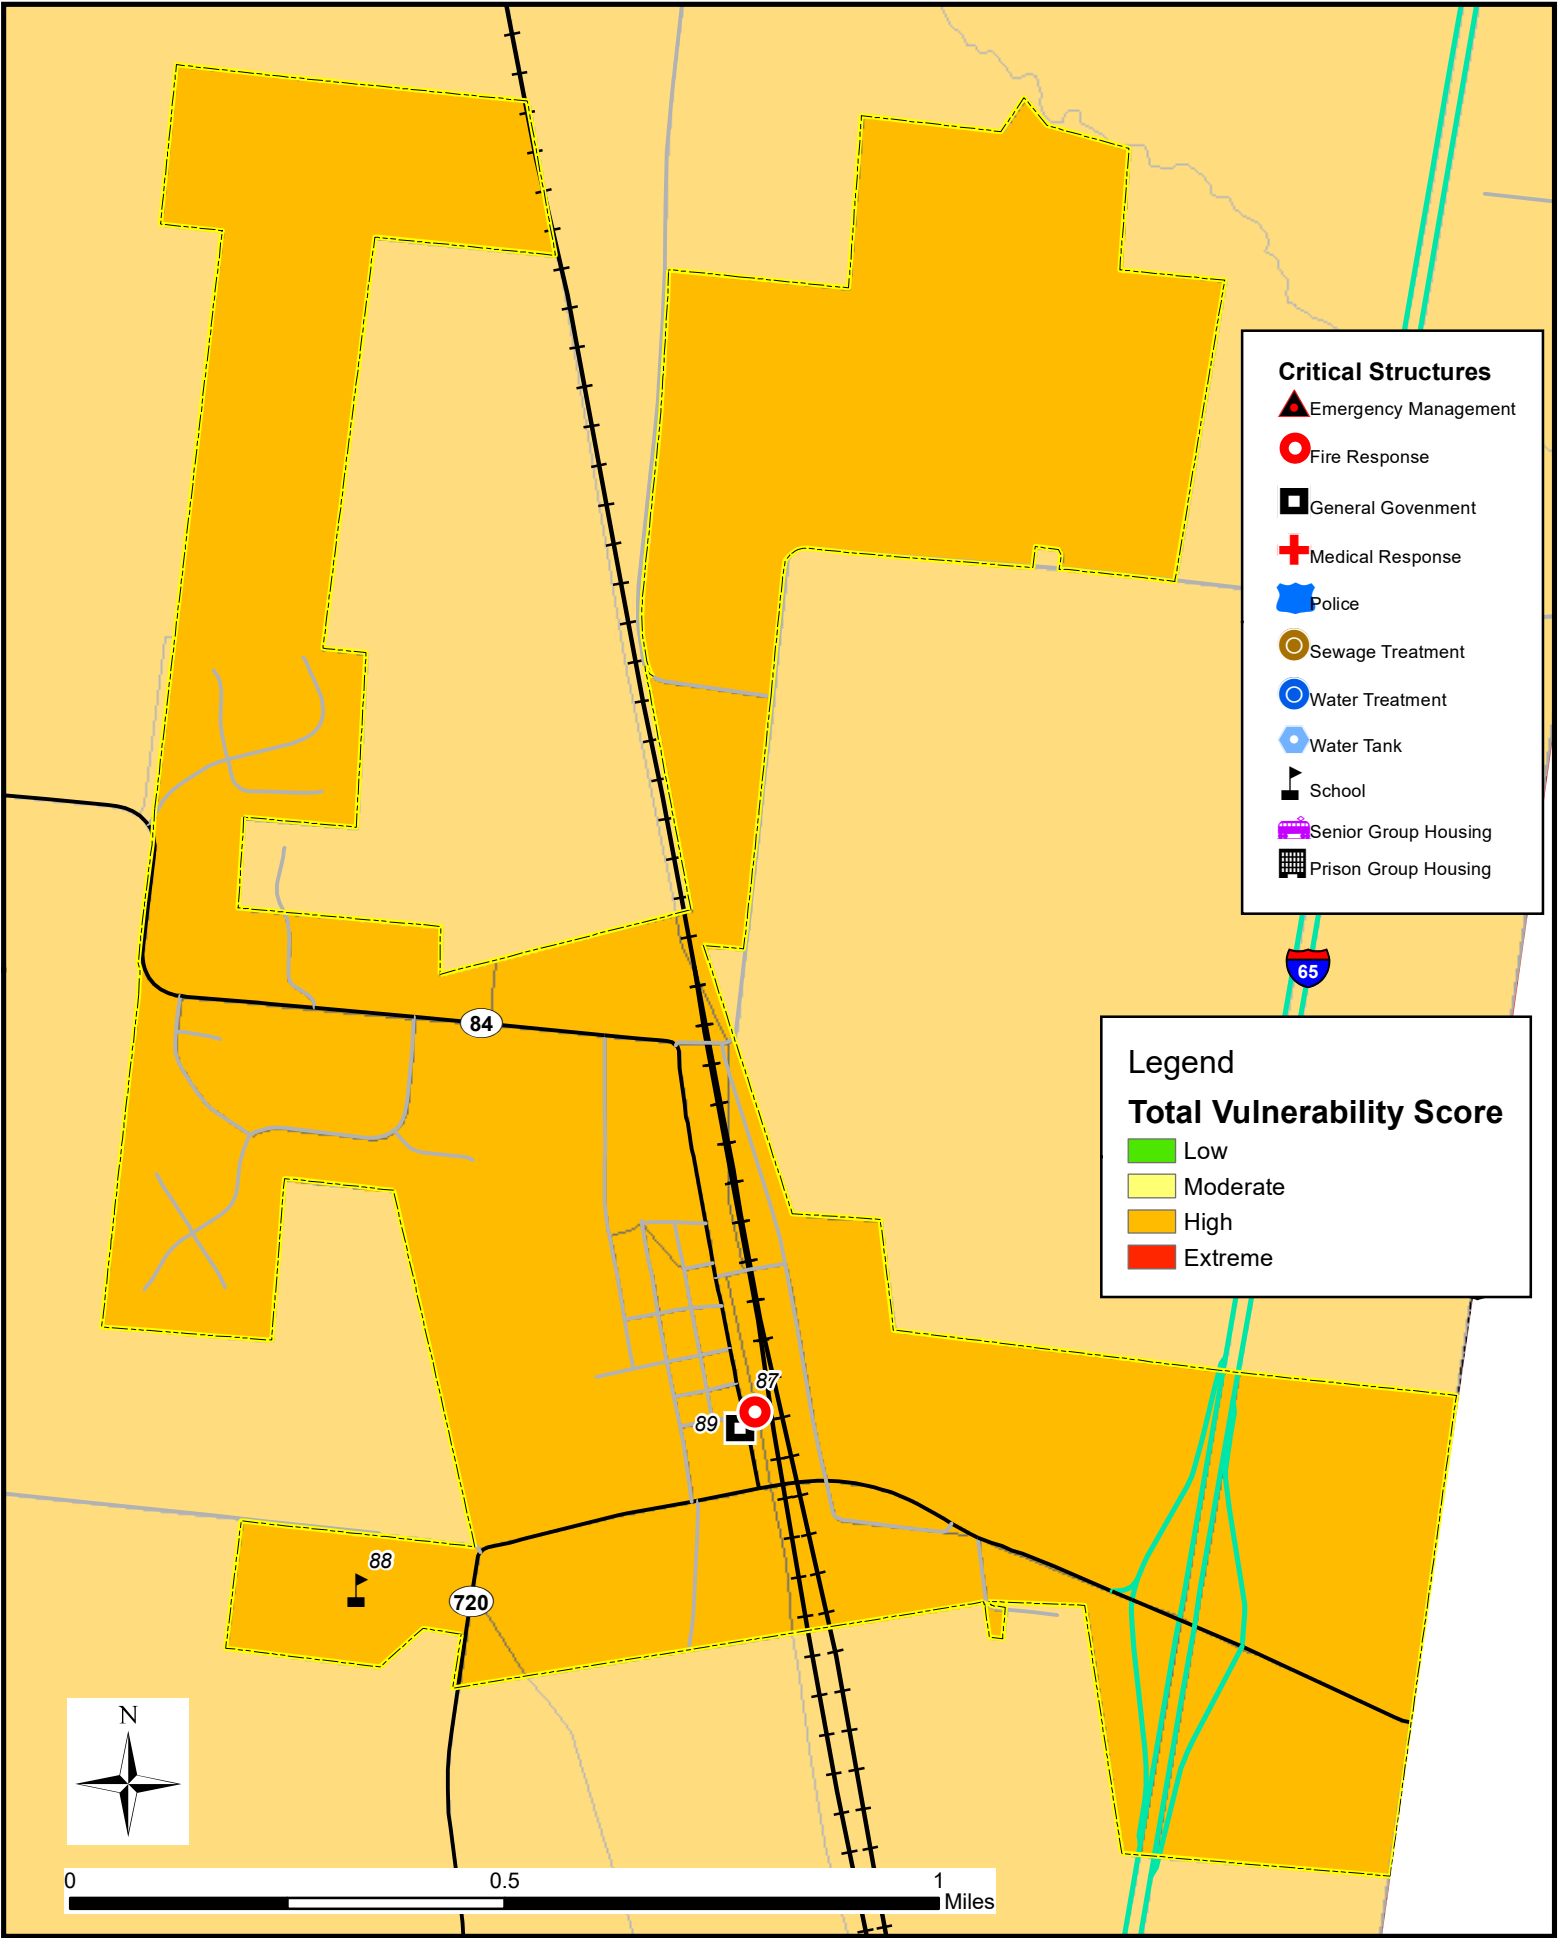 Critical Structures
Emergency Management
Fire Response
General Govenment
Medical Response
Police
Sewage Treatment
Water Treatment
Water Tank
School
Senior Group Housing
Prison Group Housing
65
84
Legend
Total Vulnerability Score
Low
Moderate
High
Extreme
87
89
88
720
N
0 0.5 1
Miles